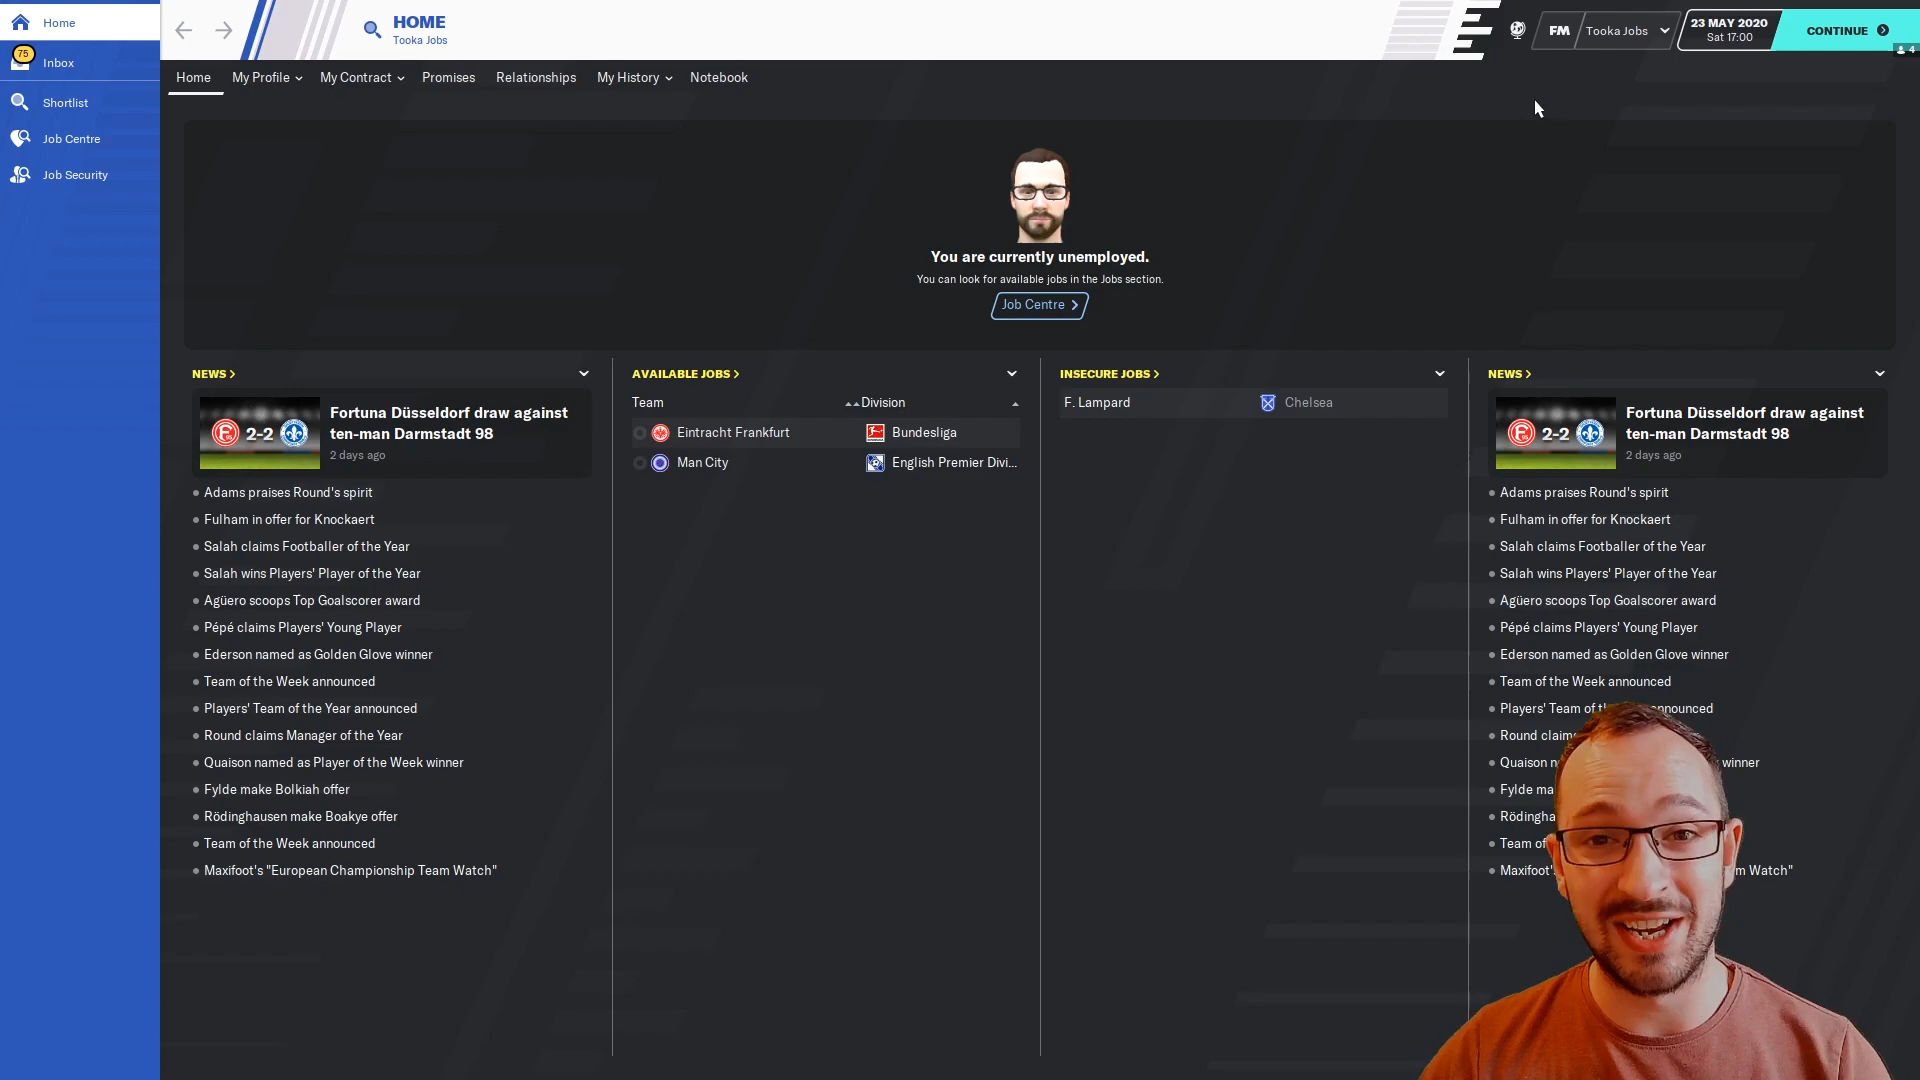 Home
75
Inbox
Shortlist
Job Centre
Job Security
HOME
Tooka Jobs
FM
Tooka Jobs
23 MAY 2020
Sat 17:00
CONTINUE
4
Home
My Profile
My Contract
Promises
Relationships
My History
Notebook
You are currently unemployed.
You can look for available jobs in the Jobs section.
Job Centre
NEWS
2-2
Fortuna Düsseldorf draw against
ten-man Darmstadt 98
2 days ago
Adams praises Round's spirit
Fulham in offer for Knockaert
Salah claims Footballer of the Year
Salah wins Players' Player of the Year
Agüero scoops Top Goalscorer award
Pépé claims Players' Young Player
Ederson named as Golden Glove winner
Team of the Week announced
Players' Team of the Year announced
Round claims Manager of the Year
Quaison named as Player of the Week winner
Fylde make Bolkiah offer
Rödinghausen make Boakye offer
Team of the Week announced
Maxifoot's "European Championship Team Watch"
AVAILABLE JOBS
Team Division
Eintracht Frankfurt Bundesliga
Man City English Premier Divi...
INSECURE JOBS
F. Lampard Chelsea
NEWS
2-2
Fortuna Düsseldorf draw against
ten-man Darmstadt 98
2 days ago
Adams praises Round's spirit
Fulham in offer for Knockaert
Salah claims Footballer of the Year
Salah wins Players' Player of the Year
Agüero scoops Top Goalscorer award
Pépé claims Players' Young Player
Ederson named as Golden Glove winner
Team of the Week announced
Players' Team of announced
Round claims
Quaison winner
Fylde
Team of
Watch"